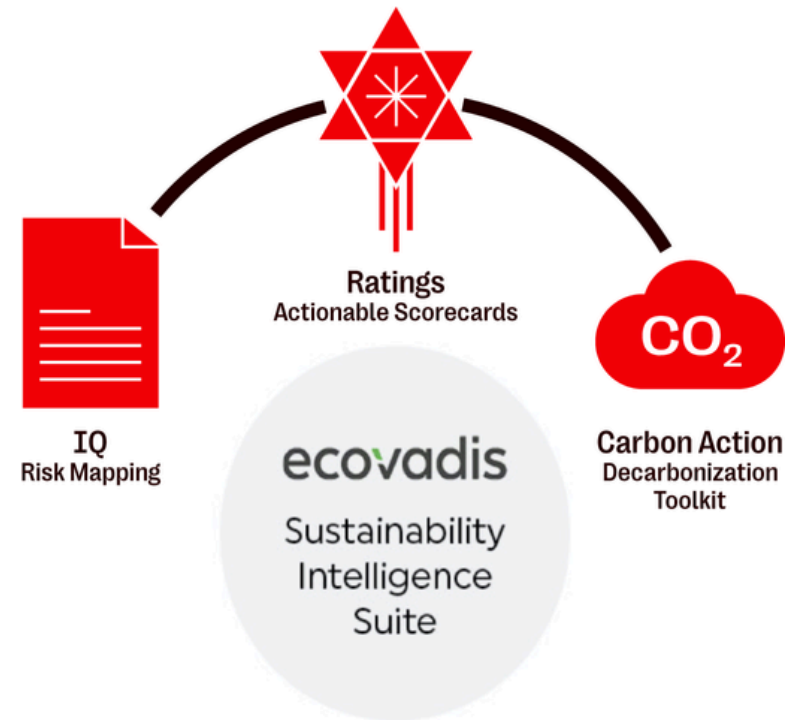 Ratings
Actionable Scorecards
CO₂
IQ
Risk Mapping
Carbon Action
Decarbonization
Toolkit
ecovadis
Sustainability
Intelligence
Suite